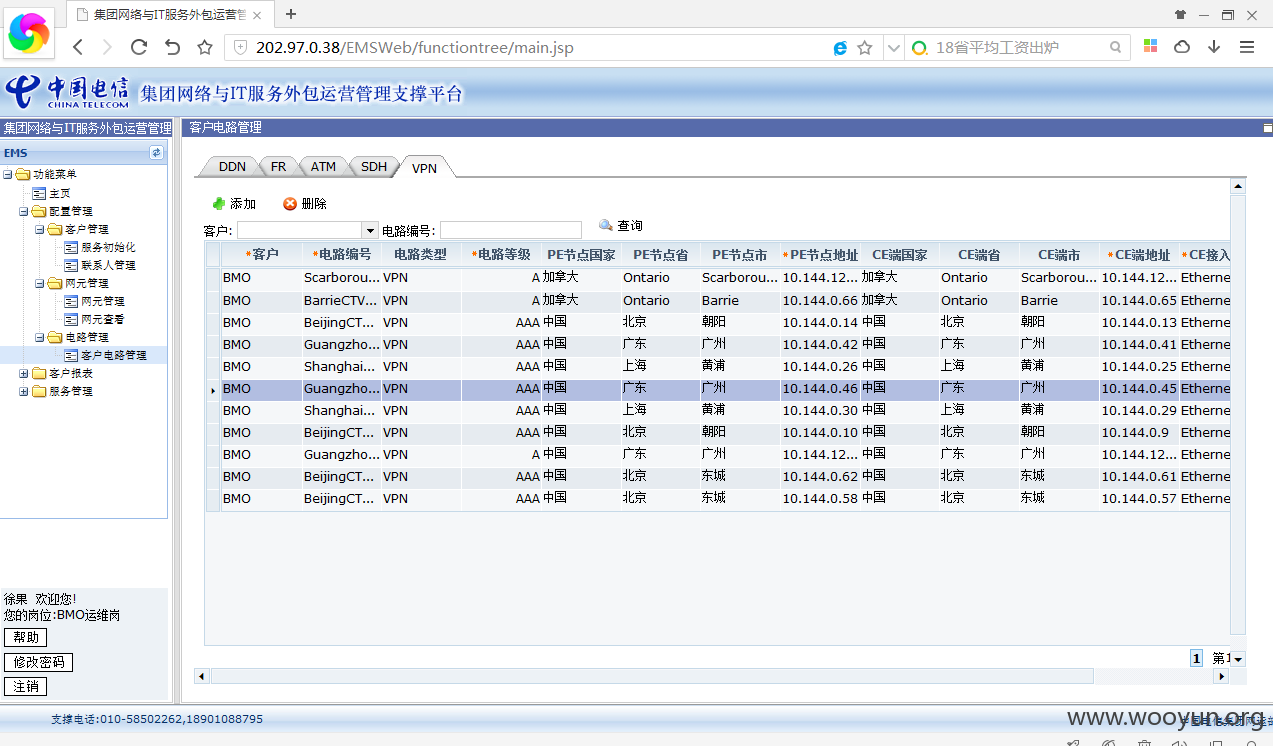 集团网络与IT服务外包运营管
202.97.0.38/EMSWeb/functiontree/main.jsp
18省平均工资出炉
中国电信
CHINA TELECOM
集团网络与IT服务外包运营管理支撑平台
集团网络与IT服务外包运营管理
客户电路管理
EMS
功能菜单
主页
配置管理
客户管理
服务初始化
联系人管理
网元管理
网元管理
网元查看
电路管理
客户电路管理
客户报表
服务管理
徐果 欢迎您!
您的岗位:BMO运维岗
帮助
修改密码
注销
DDN FR ATM SDH VPN
添加 删除
客户: 电路编号: 查询
*客户 *电路编号 电路类型 *电路等级 PE节点国家 PE节点省 PE节点市 *PE节点地址 CE端国家 CE端省 CE端市 *CE端地址 *CE接入
BMO Scarborou... VPN A 加拿大 Ontario Scarborou... 10.144.12... 加拿大 Ontario Scarborou... 10.144.12... Etherne
BMO BarrieCTV... VPN A 加拿大 Ontario Barrie 10.144.0.66 加拿大 Ontario Barrie 10.144.0.65 Etherne
BMO BeijingCT... VPN AAA 中国 北京 朝阳 10.144.0.14 中国 北京 朝阳 10.144.0.13 Etherne
BMO Guangzho... VPN AAA 中国 广东 广州 10.144.0.42 中国 广东 广州 10.144.0.41 Etherne
BMO Shanghai... VPN AAA 中国 上海 黄浦 10.144.0.26 中国 上海 黄浦 10.144.0.25 Etherne
BMO Guangzho... VPN AAA 中国 广东 广州 10.144.0.46 中国 广东 广州 10.144.0.45 Etherne
BMO Shanghai... VPN AAA 中国 上海 黄浦 10.144.0.30 中国 上海 黄浦 10.144.0.29 Etherne
BMO BeijingCT... VPN AAA 中国 北京 朝阳 10.144.0.10 中国 北京 朝阳 10.144.0.9 Etherne
BMO Guangzho... VPN A 中国 广东 广州 10.144.12... 中国 广东 广州 10.144.12... Etherne
BMO BeijingCT... VPN AAA 中国 北京 东城 10.144.0.62 中国 北京 东城 10.144.0.61 Etherne
BMO BeijingCT... VPN AAA 中国 北京 东城 10.144.0.58 中国 北京 东城 10.144.0.57 Etherne
1 第1
支撑电话:010-58502262,18901088795
www.wooyun.org